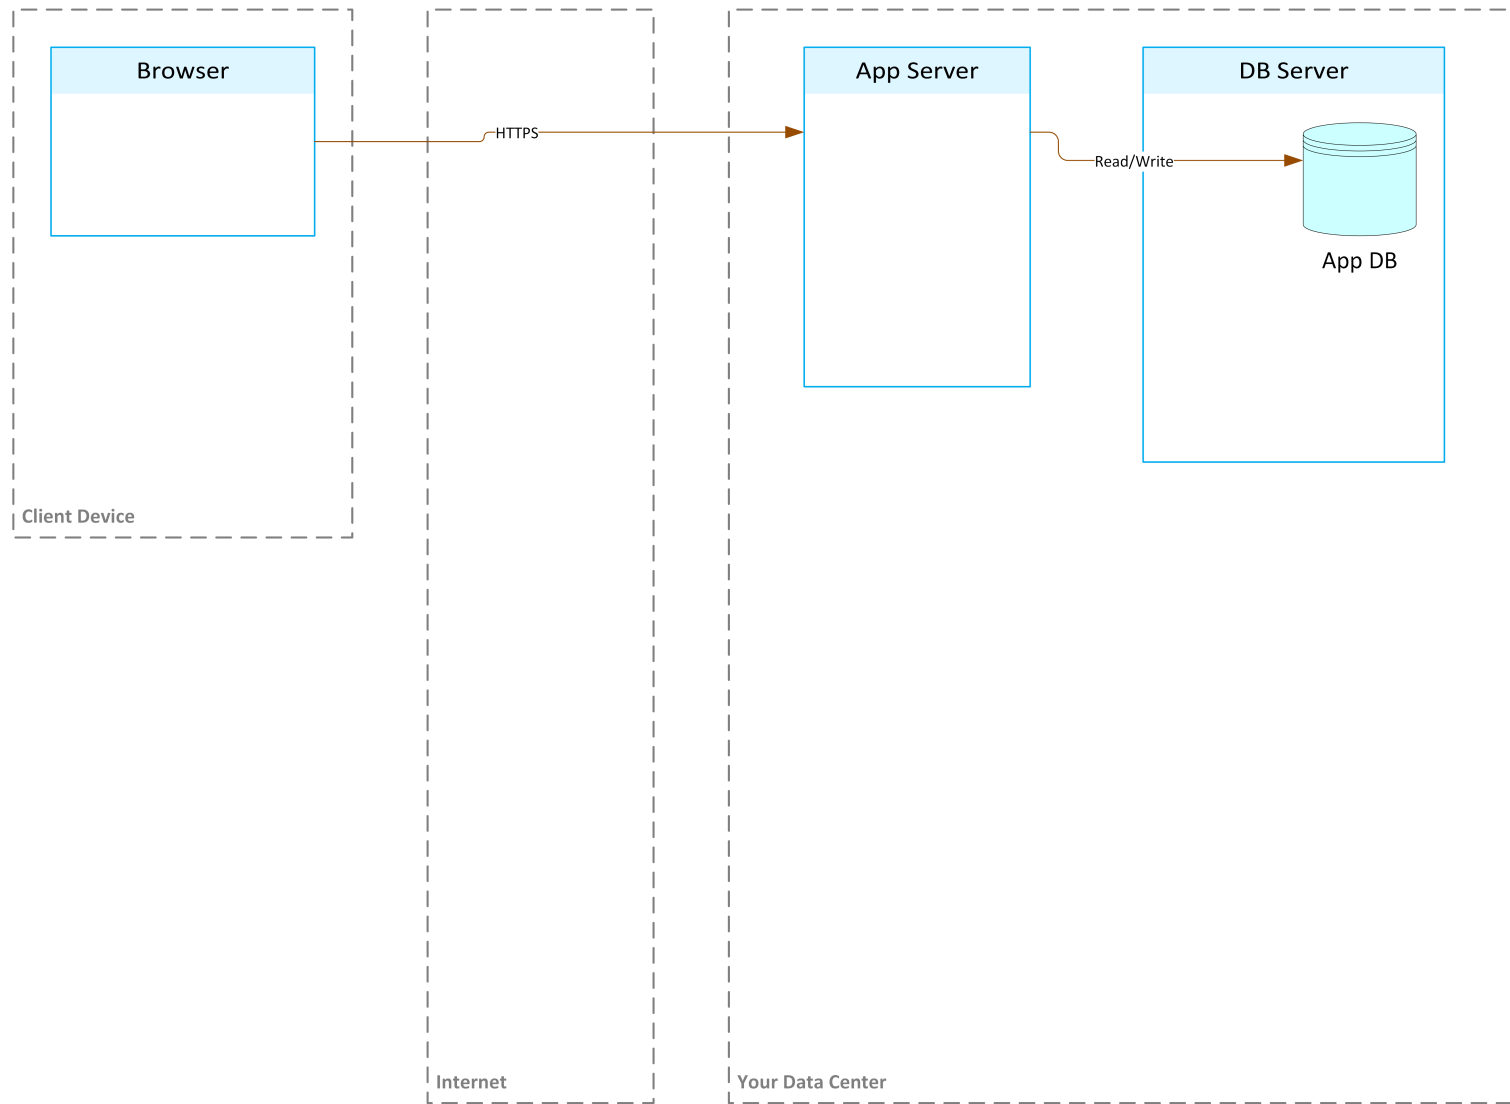 Browser
App Server
DB Server
HTTPS
Read/Write
App DB
Client Device
Internet
Your Data Center